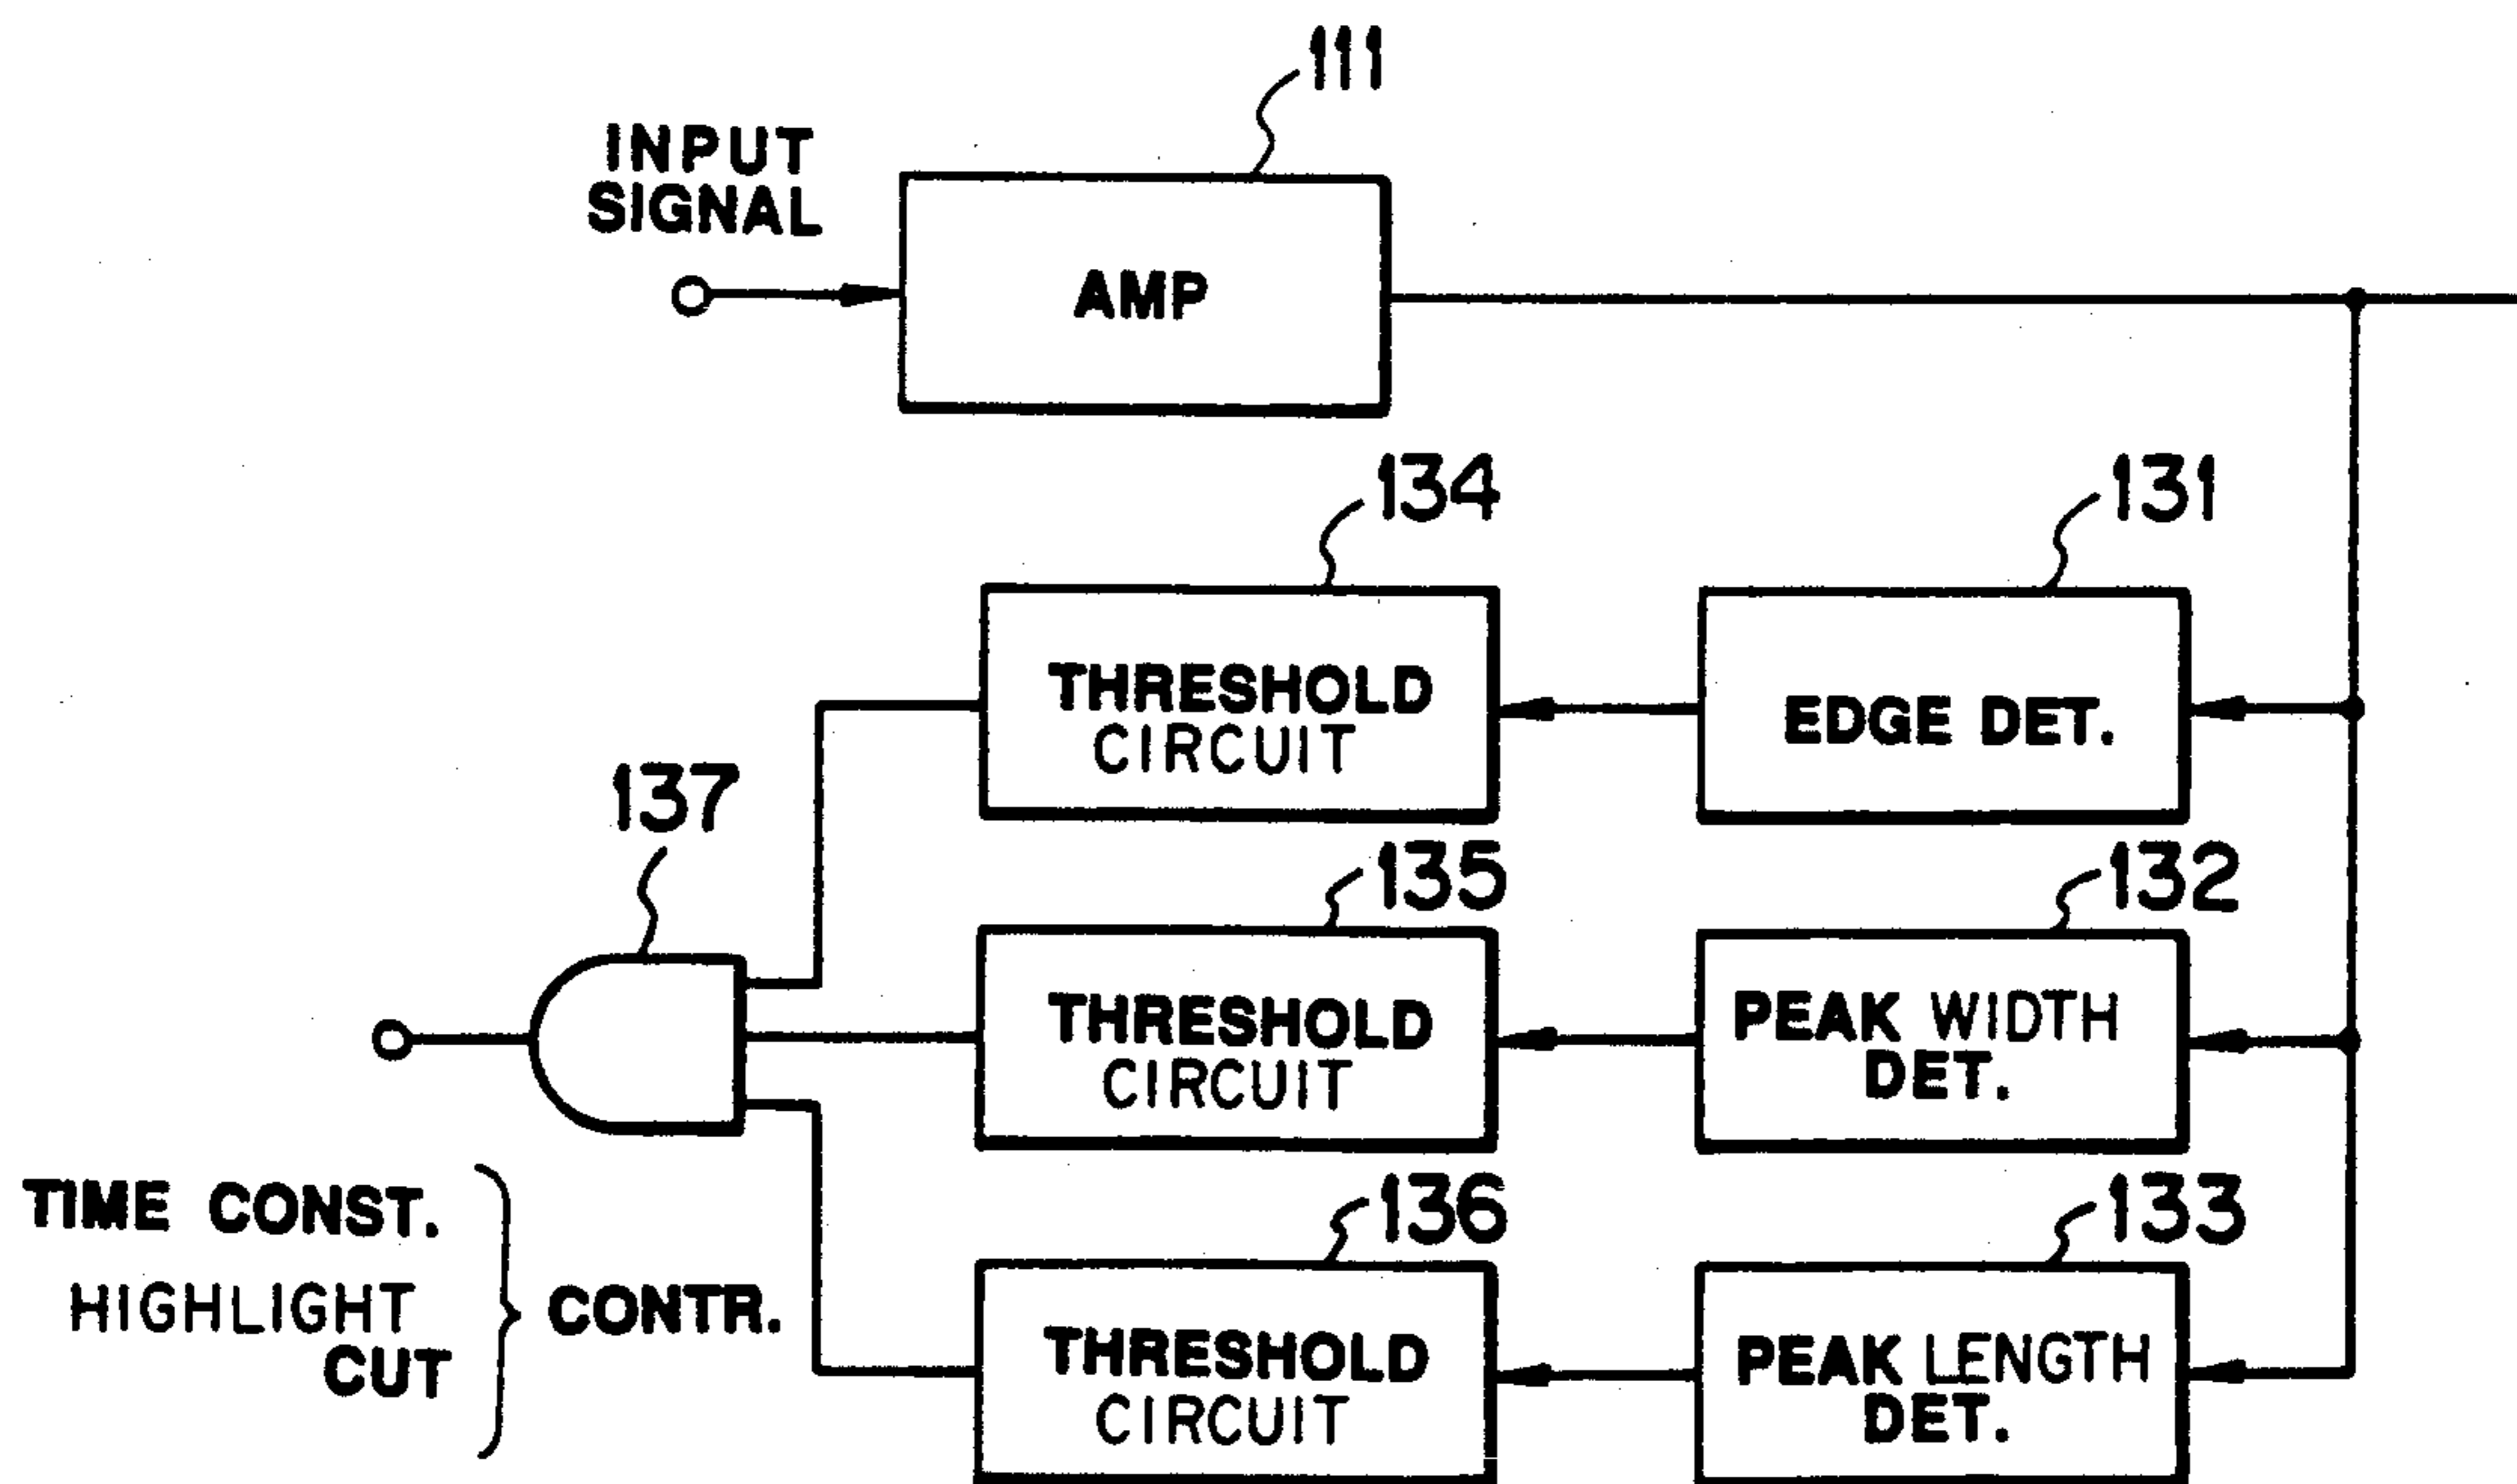 111
INPUT
SIGNAL
AMP
134
131
THRESHOLD
CIRCUIT
EDGE DET.
137
135
132
THRESHOLD
CIRCUIT
PEAK WIDTH
DET.
136
133
TIME CONST.
HIGHLIGHT
CUT
CONTR.
THRESHOLD
CIRCUIT
PEAK LENGTH
DET.